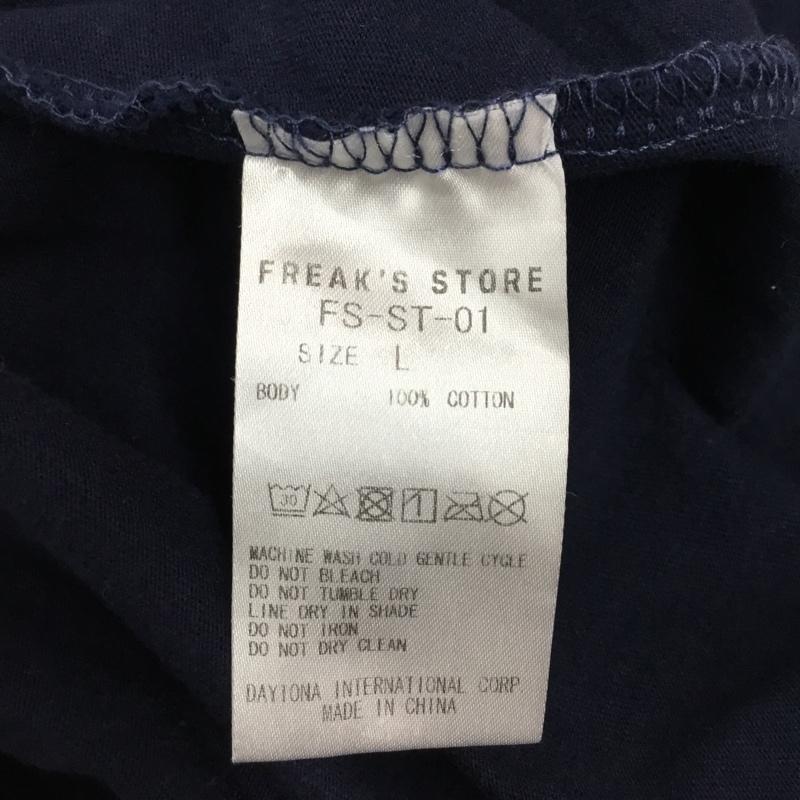 FREAK'S STORE
FS-ST-01
SIZE L
BODY 100% COTTON
30
MACHINE WASH COLD GENTLE CYCLE
DO NOT BLEACH
DO NOT TUMBLE DRY
LINE DRY IN SHADE
DO NOT IRON
DO NOT DRY CLEAN
DAYTONA INTERNATIONAL CORP.
MADE IN CHINA